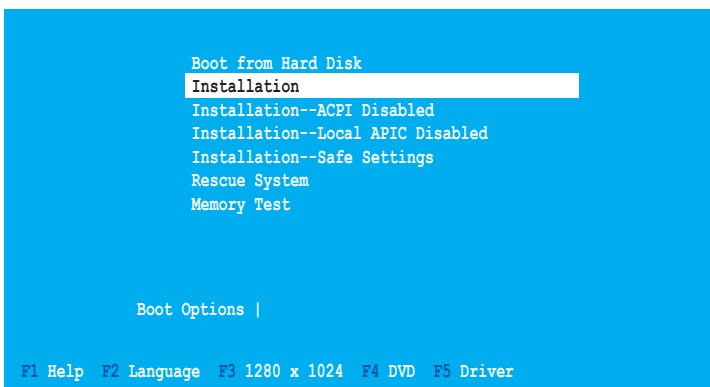 Boot from Hard Disk
Installation
Installation--ACPI Disabled
Installation--Local APIC Disabled
Installation--Safe Settings
Rescue System
Memory Test
Boot Options |
F1 Help F2 Language F3 1280 x 1024 F4 DVD F5 Driver